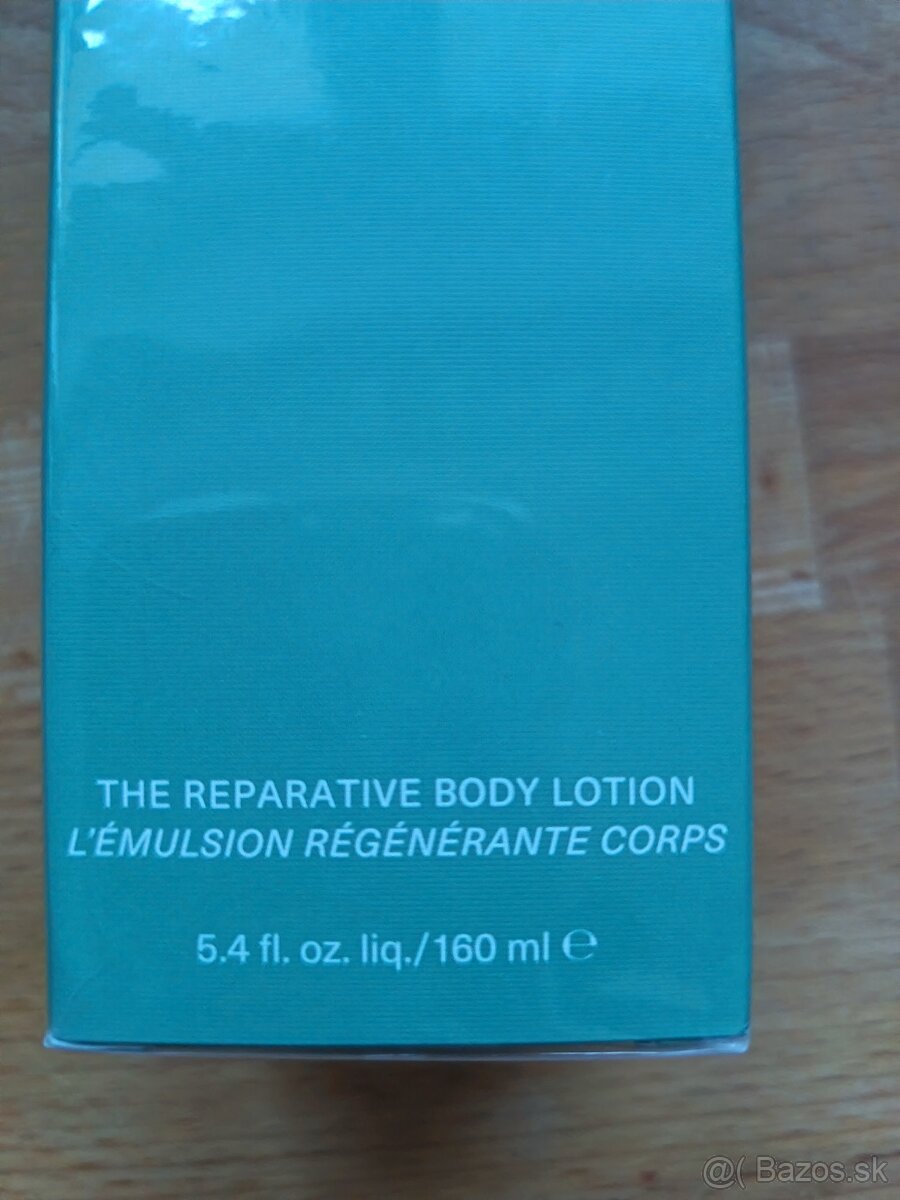 THE REPARATIVE BODY LOTION
L'ÉMULSION RÉGÉNÉRANTE CORPS
5.4 fl. oz. liq./160 ml ℮
@( Bazos.sk